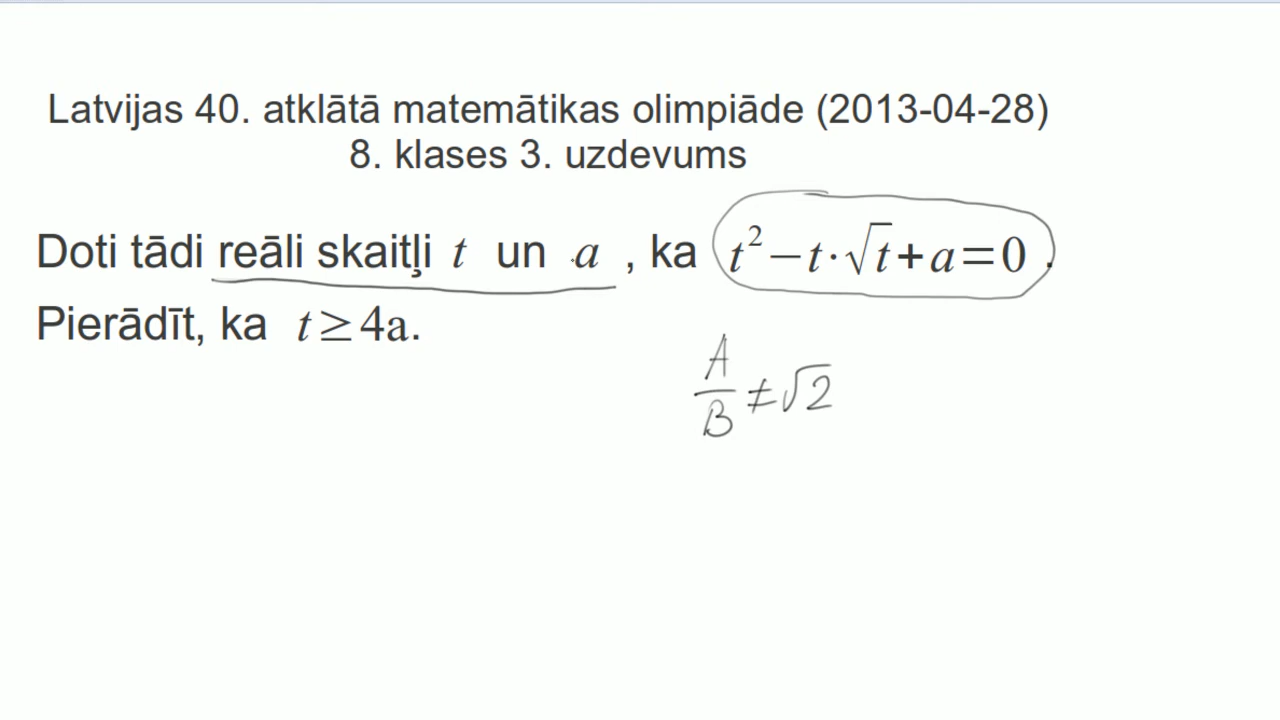 Latvijas 40. atklātā matemātikas olimpiāde (2013-04-28)
8. klases 3. uzdevums
Doti tādi reāli skaitļi t un a , ka t² − t·√t + a = 0 .
Pierādīt, ka t ≥ 4a.
A/B ≠ √2